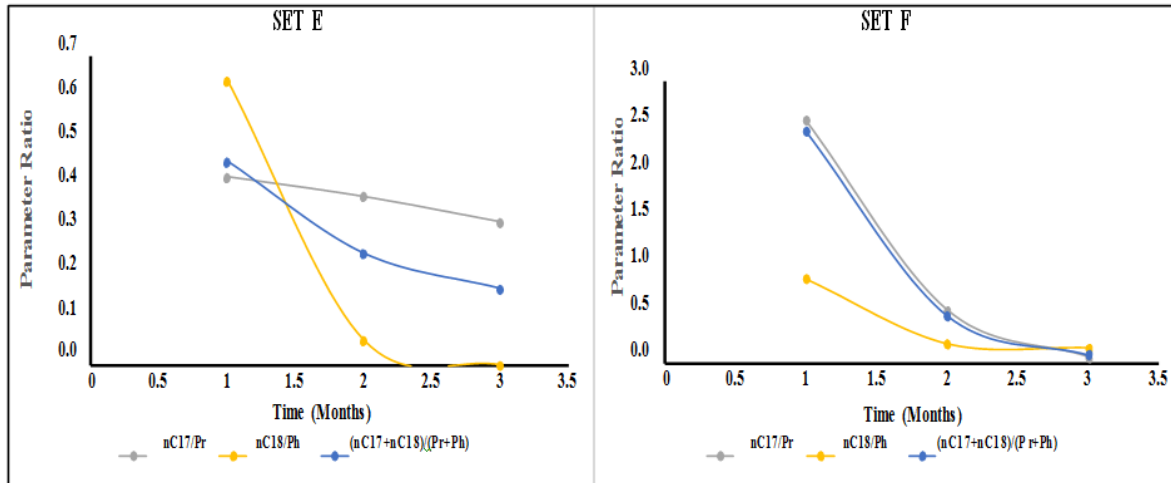 SET E
0.7
0.6
0.5
0.4
0.3
0.2
0.1
0.0
Parameter Ratio
0 0.5 1 1.5 2 2.5 3 3.5
Time (Months)
nC17/Pr nC18/Ph (nC17+nC18)/(Pr+Ph)
SET F
3.0
2.5
2.0
1.5
1.0
0.5
0.0
Parameter Ratio
0 0.5 1 1.5 2 2.5 3 3.5
Time (Months)
nC17/Pr nC18/Ph (nC17+nC18)/(P r+Ph)